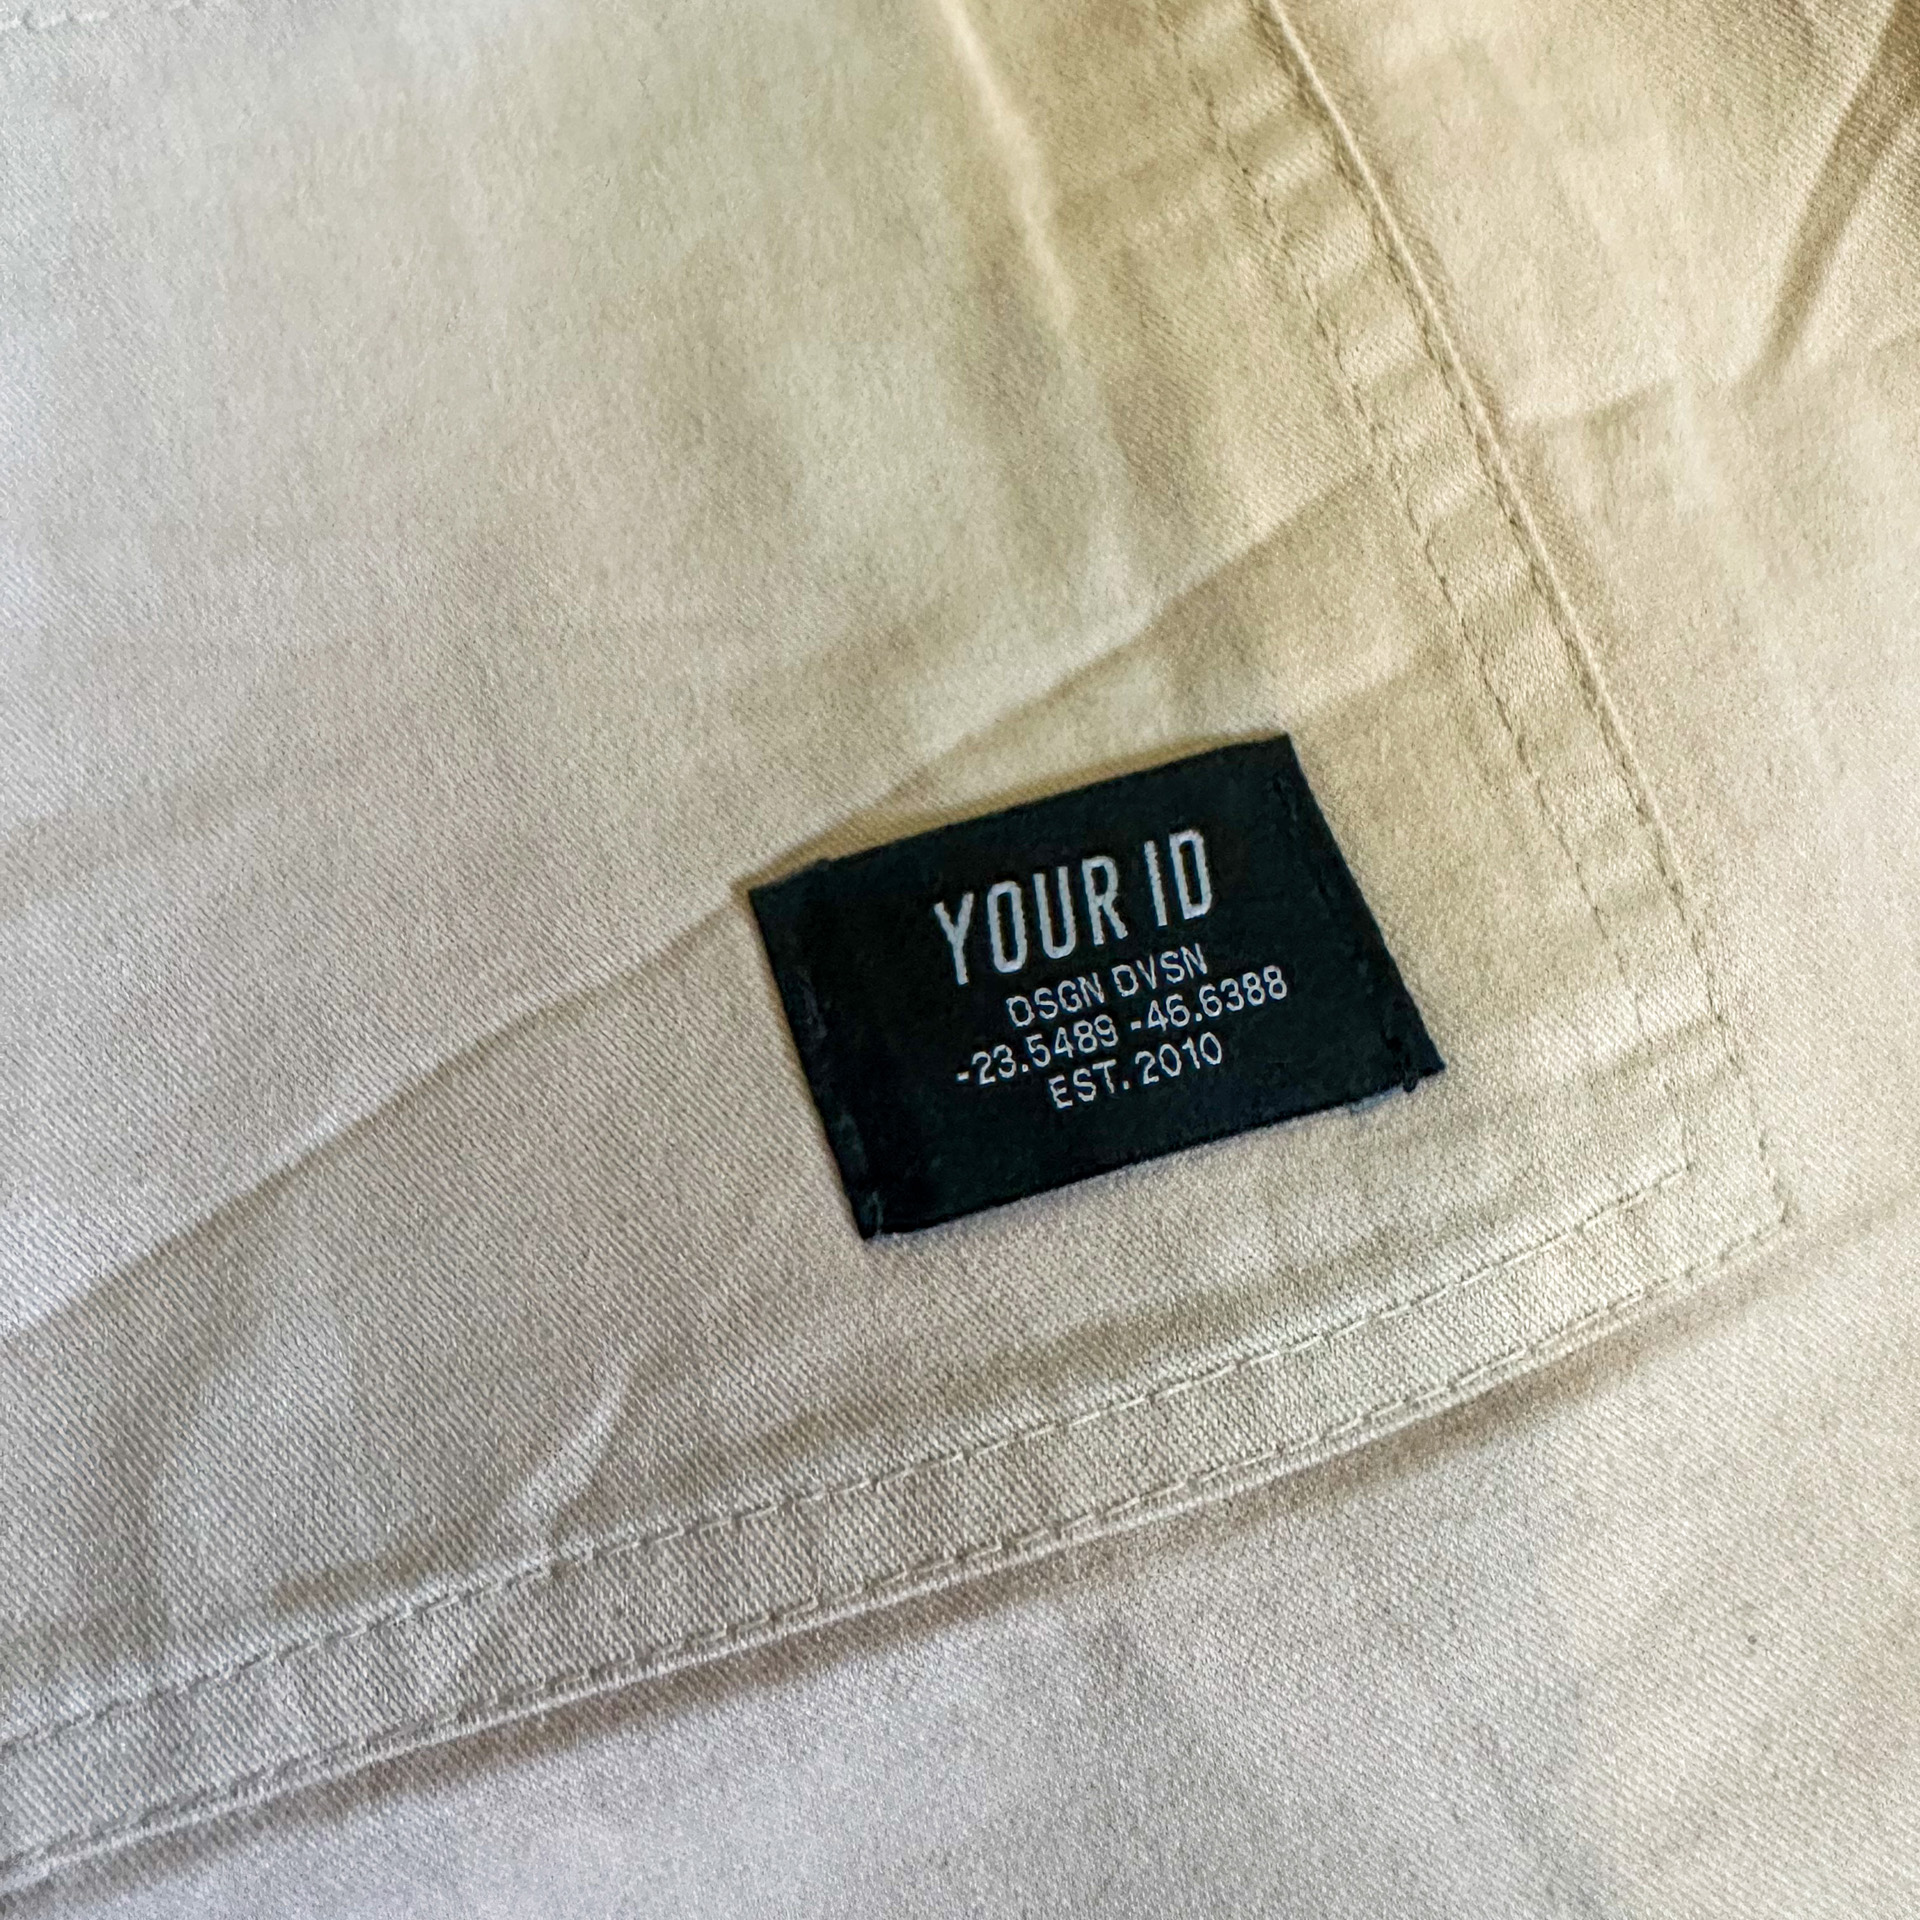 YOUR ID
DSGN DVSN
-23.5489 -46.6388
EST. 2010